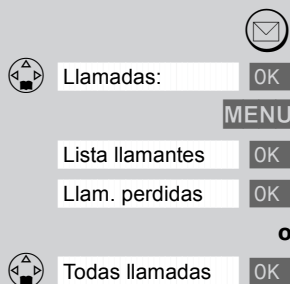 Llamadas: OK
MENU
Lista llamantes OK
Llam. perdidas OK
o
Todas llamadas OK